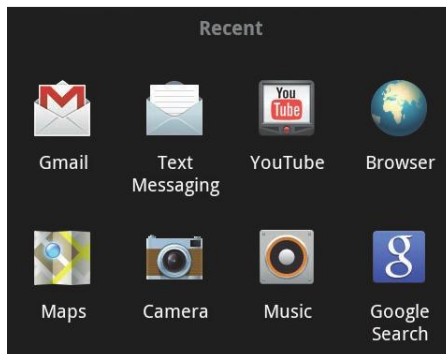 Recent
You
Tube
Gmail
Text
Messaging
YouTube
Browser
g
Maps
Camera
Music
Google
Search